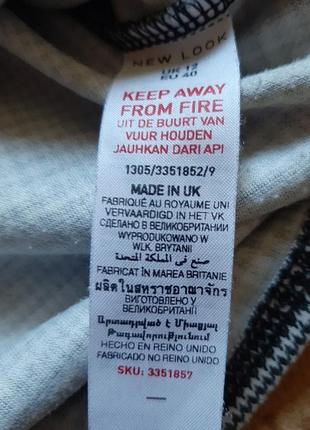 NEW LOOK
UK 12
EU 40
KEEP AWAY
FROM FIRE
UIT DE BUURT VAN
VUUR HOUDEN
JAUHKAN DARI API
1305/3351852/9
MADE IN UK
FABRIQUÉ AU ROYAUME UNI
VERVAARDIGD IN HET VK
СДЕЛАНО В ВЕЛИКОБРИТАНИИ
WYPRODUKOWANO W
WLK. BRYTANII
صنع في المملكة المتحدة
FABRICAT ÎN MAREA BRITANIE
ผลิตในสหราชอาณาจักร
ВИГОТОВЛЕНО У
ВЕЛИКОБРИТАНІЇ
Արտադրված է Միացյալ
Թագավորությունում
HECHO EN REINO UNIDO
FABRICADO NO REINO UNIDO
SKU: 3351857